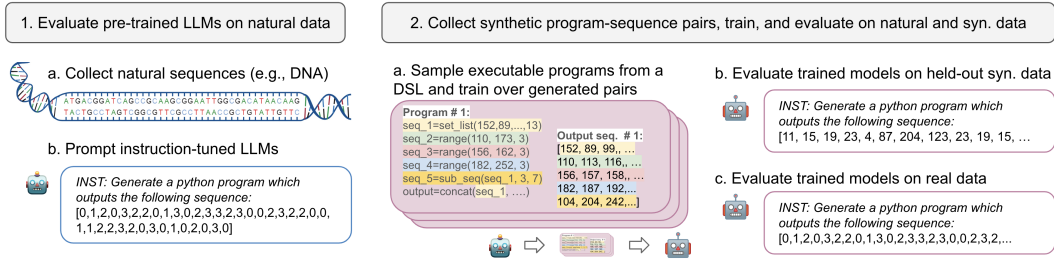 1. Evaluate pre-trained LLMs on natural data
a. Collect natural sequences (e.g., DNA)
ATGACGGATCAGCCGCAAGCGGAATTGGCGACATAACAAG
TACTGCCTAGTCGGCGTTCGCCTTAACCGCTGTATTGTTC
b. Prompt instruction-tuned LLMs
INST: Generate a python program which
outputs the following sequence:
[0,1,2,0,3,2,2,0,1,3,0,2,3,3,2,3,0,0,2,3,2,2,0,0,
1,1,2,2,3,2,0,3,0,1,0,2,0,3,0]
2. Collect synthetic program-sequence pairs, train, and evaluate on natural and syn. data
a. Sample executable programs from a
DSL and train over generated pairs
Program # 1:
seq_1=set_list(152,89,...,13)
seq_2=range(110, 173, 3)
seq_3=range(156, 162, 3)
seq_4=range(182, 252, 3)
seq_5=sub_seq(seq_1, 3, 7)
output=concat(seq_1, ....)
Output seq. # 1:
[152, 89, 99,, ...
110, 113, 116,, ...
156, 157, 158,, ...
182, 187, 192,...
104, 204, 242,...]
b. Evaluate trained models on held-out syn. data
INST: Generate a python program which
outputs the following sequence:
[11, 15, 19, 23, 4, 87, 204, 123, 23, 19, 15, ...
c. Evaluate trained models on real data
INST: Generate a python program which
outputs the following sequence:
[0,1,2,0,3,2,2,0,1,3,0,2,3,3,2,3,0,0,2,3,2,...